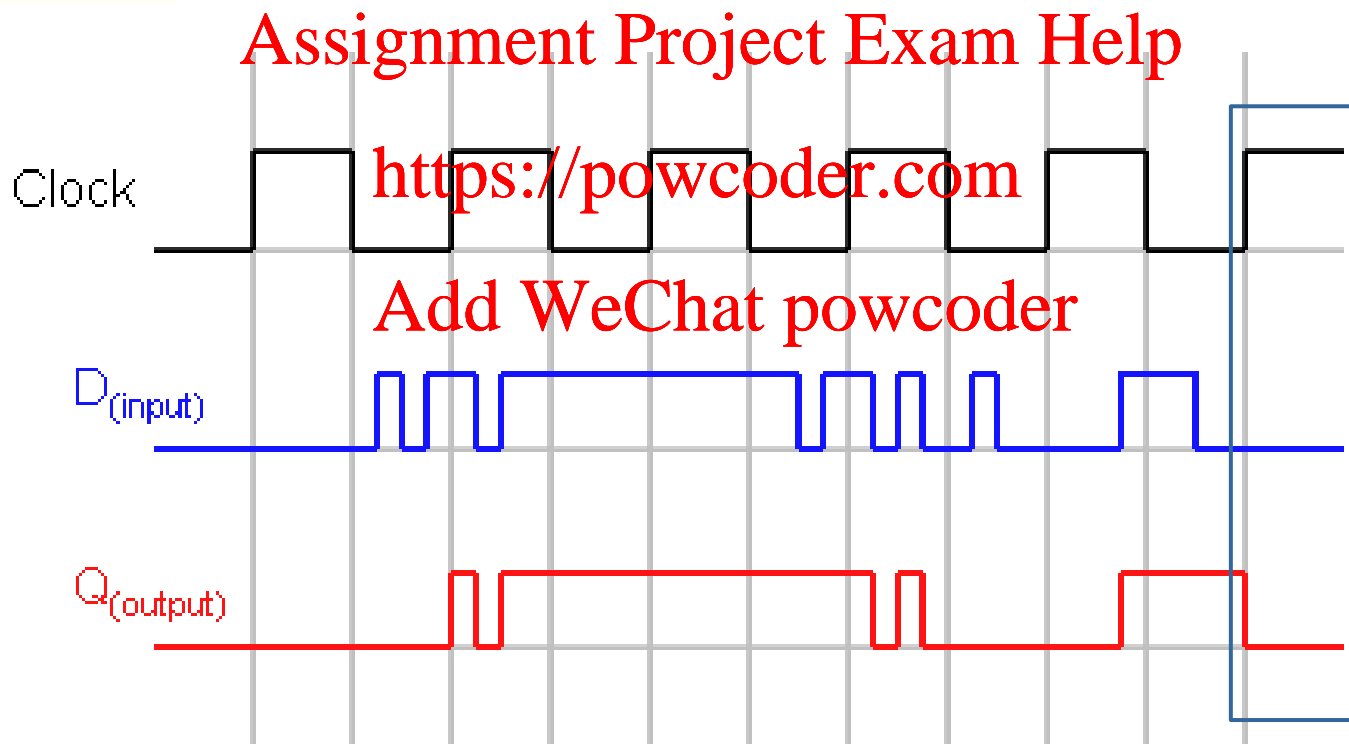 Assignment Project Exam Help
https://powcoder.com
Clock
Add WeChat powcoder
D(input)
Q(output)